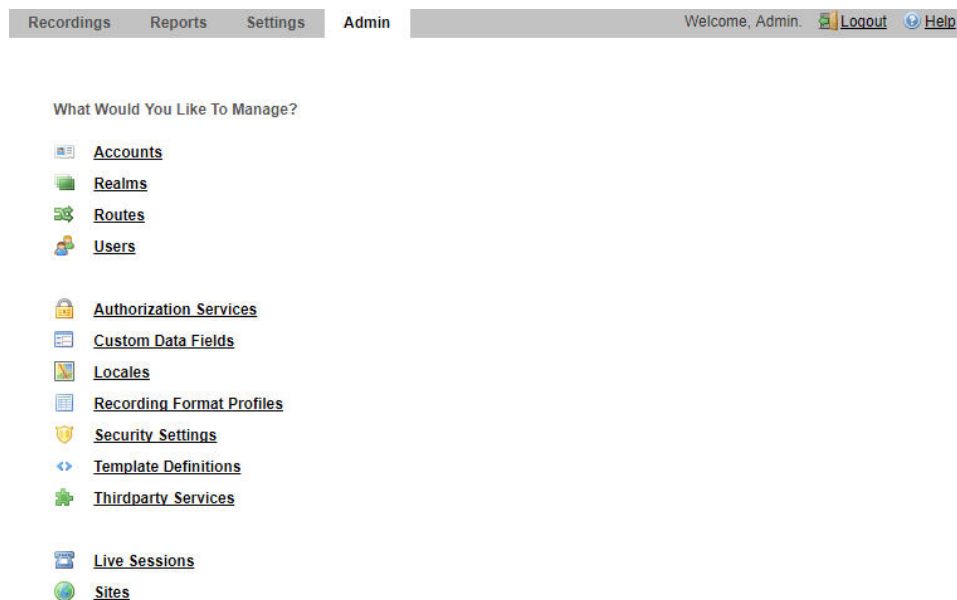 Recordings Reports Settings Admin Welcome, Admin. Logout Help
What Would You Like To Manage?
Accounts
Realms
Routes
Users
Authorization Services
Custom Data Fields
Locales
Recording Format Profiles
Security Settings
Template Definitions
Thirdparty Services
Live Sessions
Sites